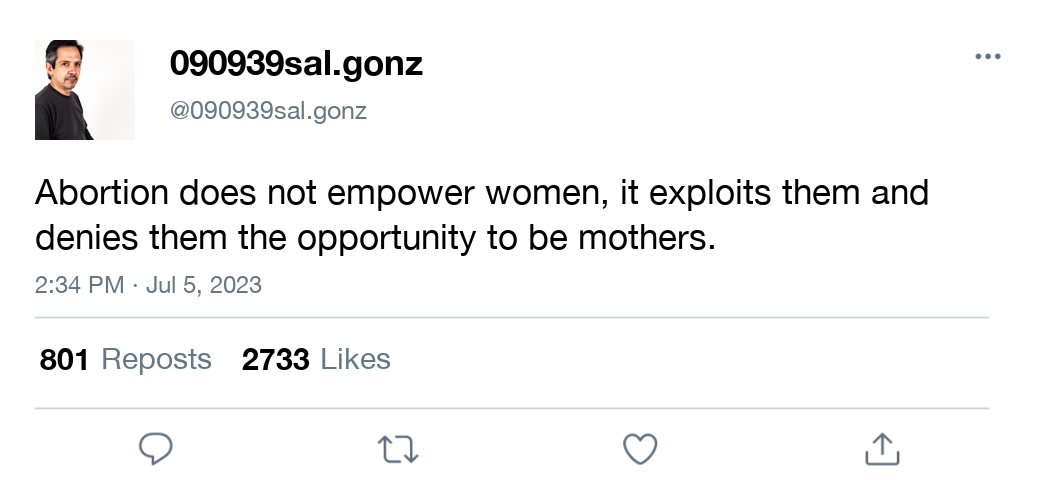 090939sal.gonz
@090939sal.gonz
Abortion does not empower women, it exploits them and
denies them the opportunity to be mothers.
2:34 PM · Jul 5, 2023
801 Reposts 2733 Likes